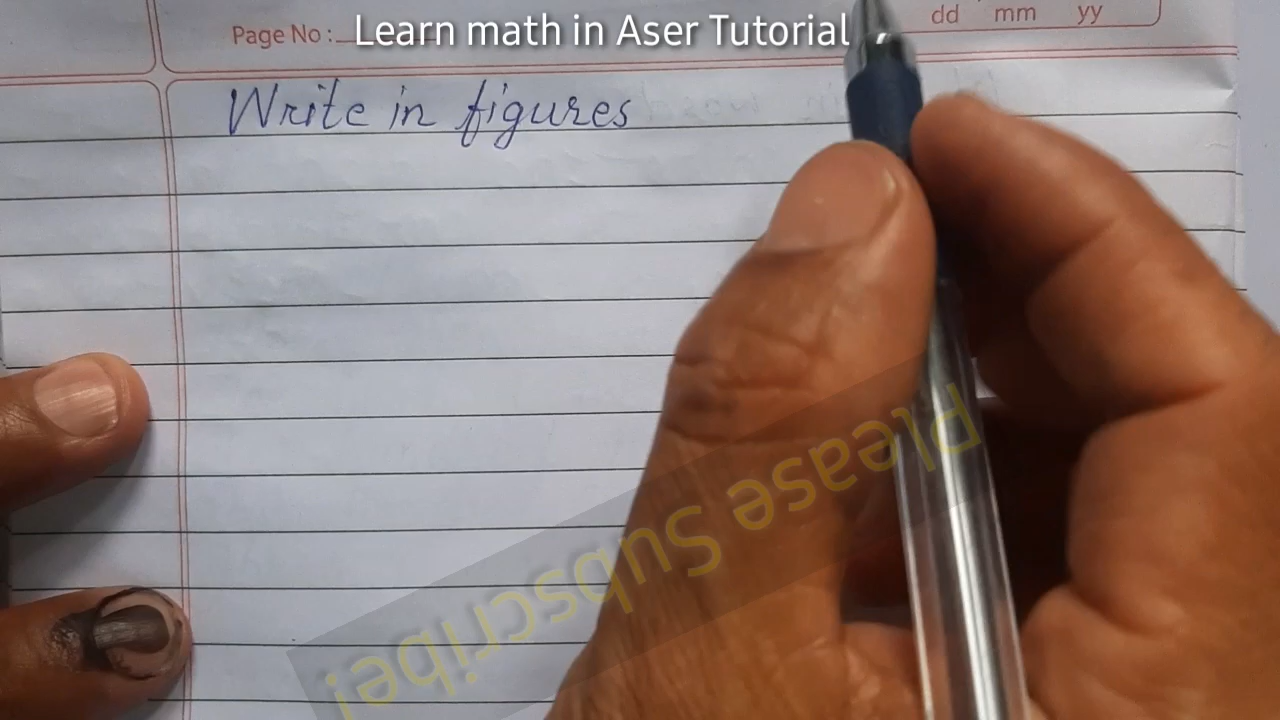 Page No :
Learn math in Aser Tutorial
dd mm yy
Write in figures
Please Subscribe!